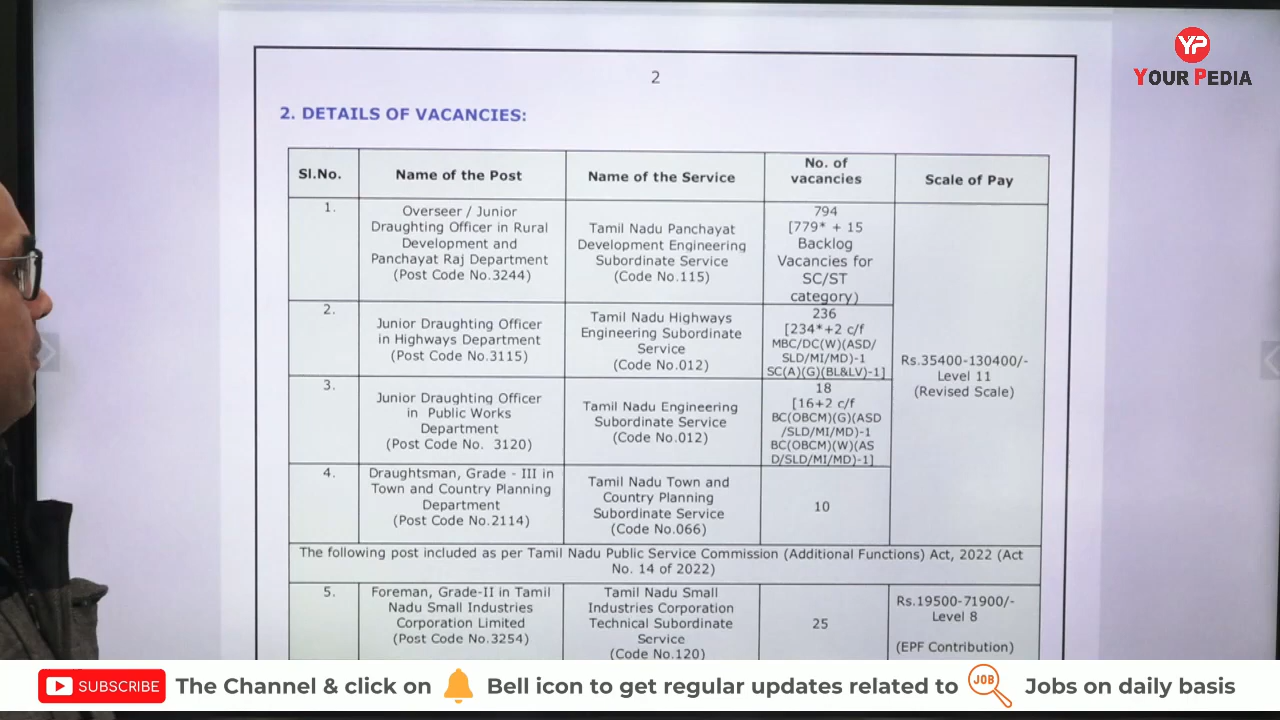 YP
YOUR PEDIA
2
2. DETAILS OF VACANCIES:
Sl.No.
Name of the Post
Name of the Service
No. of
vacancies
Scale of Pay
1.
Overseer / Junior
Draughting Officer in Rural
Development and
Panchayat Raj Department
(Post Code No.3244)
Tamil Nadu Panchayat
Development Engineering
Subordinate Service
(Code No.115)
794
[779* + 15
Backlog
Vacancies for
SC/ST
category)
Rs.35400-130400/-
Level 11
(Revised Scale)
2.
Junior Draughting Officer
in Highways Department
(Post Code No.3115)
Tamil Nadu Highways
Engineering Subordinate
Service
(Code No.012)
236
[234*+2 c/f
MBC/DC(W)(ASD/
SLD/MI/MD)-1
SC(A)(G)(BL&LV)-1]
3.
Junior Draughting Officer
in Public Works
Department
(Post Code No. 3120)
Tamil Nadu Engineering
Subordinate Service
(Code No.012)
18
[16+2 c/f
BC(OBCM)(G)(ASD
/SLD/MI/MD)-1
BC(OBCM)(W)(AS
D/SLD/MI/MD)-1]
4.
Draughtsman, Grade - III in
Town and Country Planning
Department
(Post Code No.2114)
Tamil Nadu Town and
Country Planning
Subordinate Service
(Code No.066)
10
The following post included as per Tamil Nadu Public Service Commission (Additional Functions) Act, 2022 (Act
No. 14 of 2022)
5.
Foreman, Grade-II in Tamil
Nadu Small Industries
Corporation Limited
(Post Code No.3254)
Tamil Nadu Small
Industries Corporation
Technical Subordinate
Service
(Code No.120)
25
Rs.19500-71900/-
Level 8
(EPF Contribution)
SUBSCRIBE The Channel & click on Bell icon to get regular updates related to JOB Jobs on daily basis